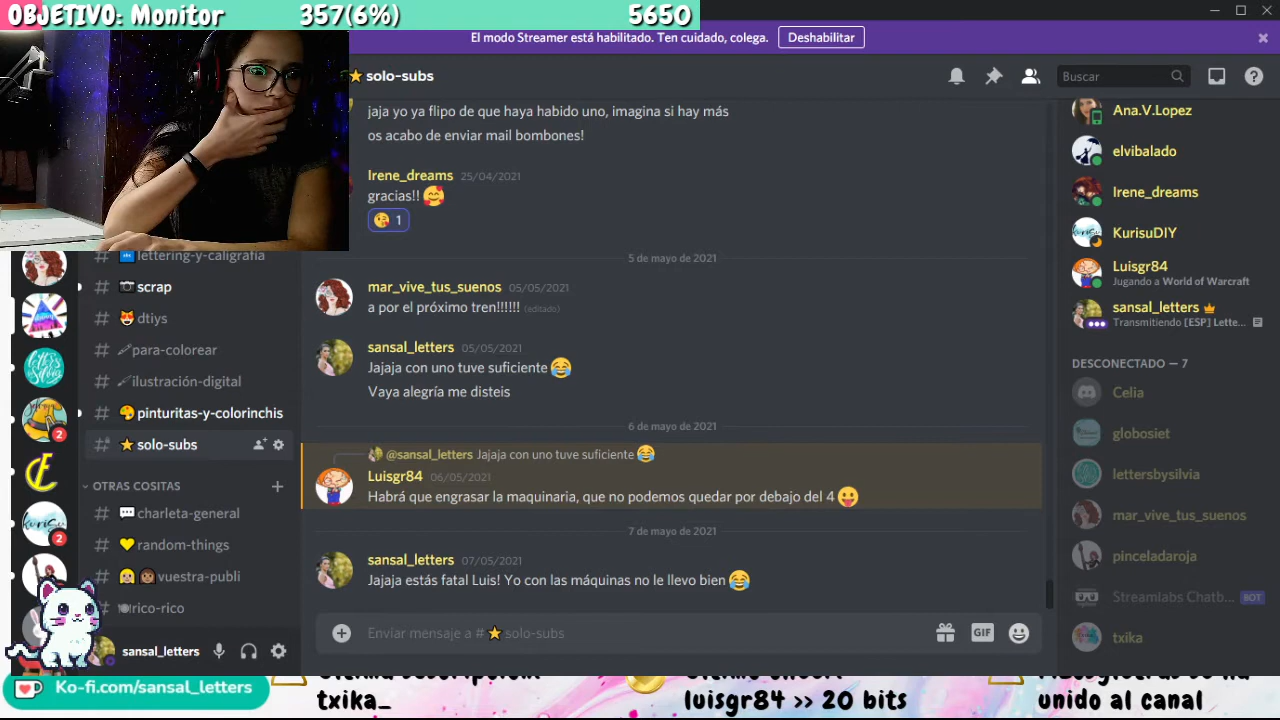 OBJETIVO: Monitor 357(6%) 5650
El modo Streamer está habilitado. Ten cuidado, colega. Deshabilitar
solo-subs
Buscar
jaja yo ya flipo de que haya habido uno, imagina si hay más
os acabo de enviar mail bombones!
Irene_dreams 25/04/2021
gracias!!
1
5 de mayo de 2021
mar_vive_tus_suenos 05/05/2021
a por el próximo tren!!!!!! (editado)
sansal_letters 05/05/2021
Jajaja con uno tuve suficiente
Vaya alegría me disteis
6 de mayo de 2021
@sansal_letters Jajaja con uno tuve suficiente
Luisgr84 06/05/2021
Habrá que engrasar la maquinaria, que no podemos quedar por debajo del 4
7 de mayo de 2021
sansal_letters 07/05/2021
Jajaja estás fatal Luis! Yo con las máquinas no le llevo bien
Enviar mensaje a # solo-subs
GIF
# lettering-y-caligrafía
# scrap
# dtiys
# para-colorear
# ilustración-digital
# pinturitas-y-colorinchis
# solo-subs
OTRAS COSITAS
# charleta-general
# random-things
# vuestra-publi
# rico-rico
2
2
sansal_letters
Ana.V.Lopez
elvibalado
Irene_dreams
KurisuDIY
Luisgr84
Jugando a World of Warcraft
sansal_letters
Transmitiendo [ESP] Lette...
DESCONECTADO — 7
Celia
globosiet
lettersbysilvia
mar_vive_tus_suenos
pinceladaroja
Streamlabs Chatb... BOT
txika
Ko-fi.com/sansal_letters
txika_
luisgr84 >> 20 bits
unido al canal